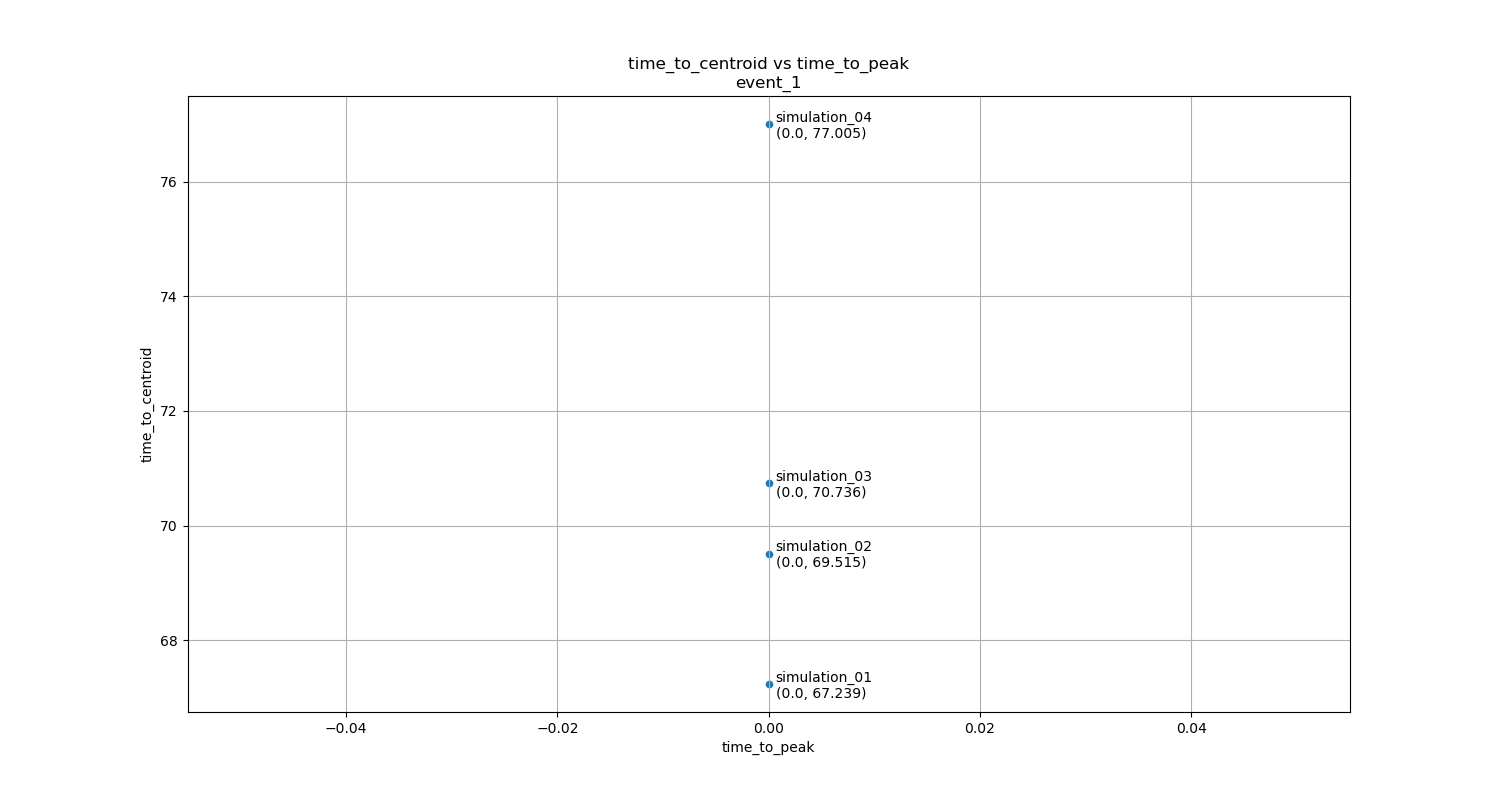 time_to_centroid vs time_to_peak
event_1
simulation_04
(0.0, 77.005)
76
74
72
simulation_03
(0.0, 70.736)
70
simulation_02
(0.0, 69.515)
68
simulation_01
(0.0, 67.239)
time_to_centroid
−0.04
−0.02
0.00
0.02
0.04
time_to_peak